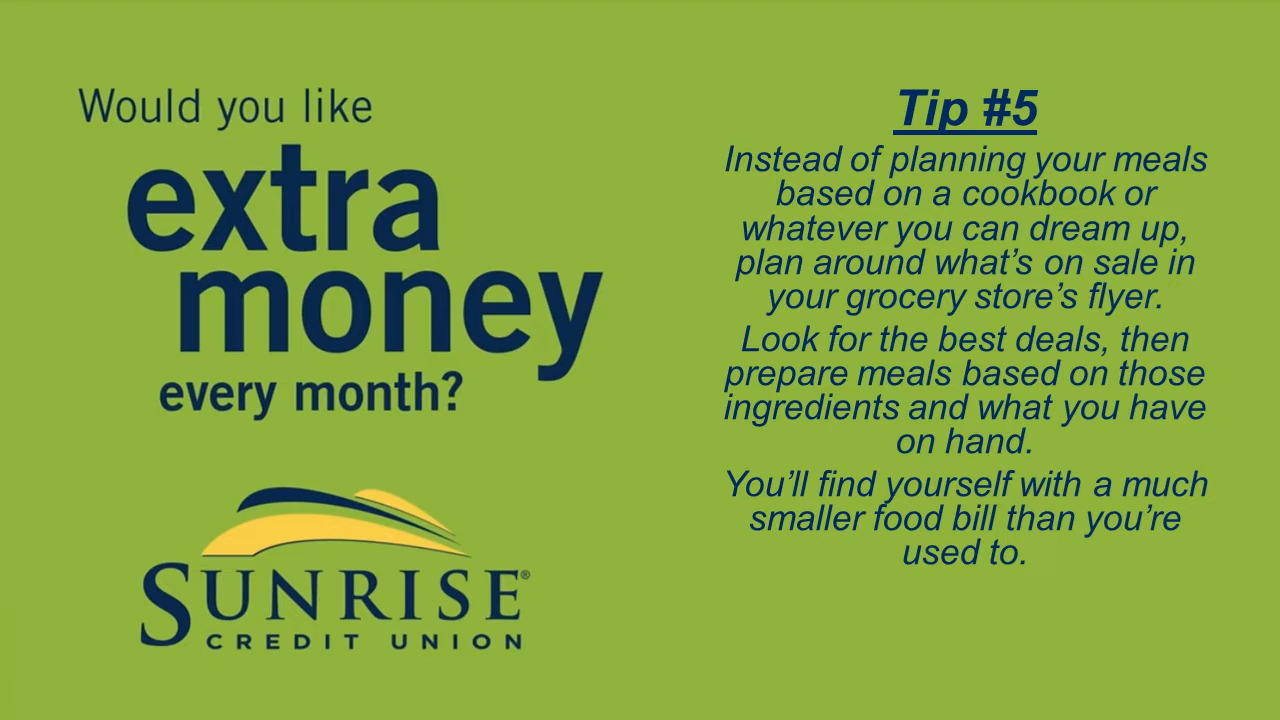 Would you like
extra
money
every month?
SUNRISE®
CREDIT UNION
Tip #5
Instead of planning your meals
based on a cookbook or
whatever you can dream up,
plan around what’s on sale in
your grocery store’s flyer.
Look for the best deals, then
prepare meals based on those
ingredients and what you have
on hand.
You’ll find yourself with a much
smaller food bill than you’re
used to.